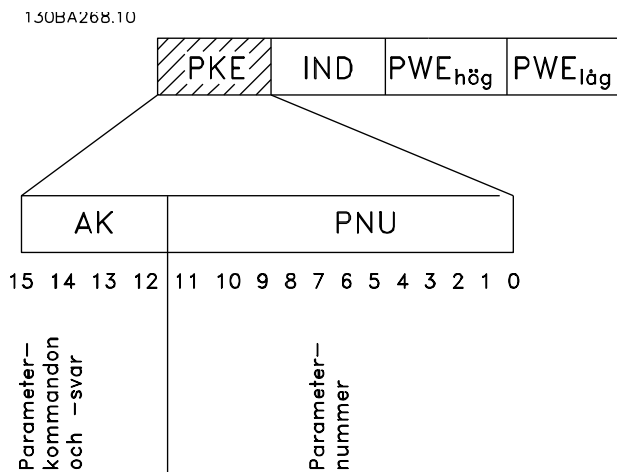 130BA268.10
PKE IND PWEhög PWElåg
AK PNU
15 14 13 12 11 10 9 8 7 6 5 4 3 2 1 0
Parameter-
kommandon
och -svar
Parameter-
nummer